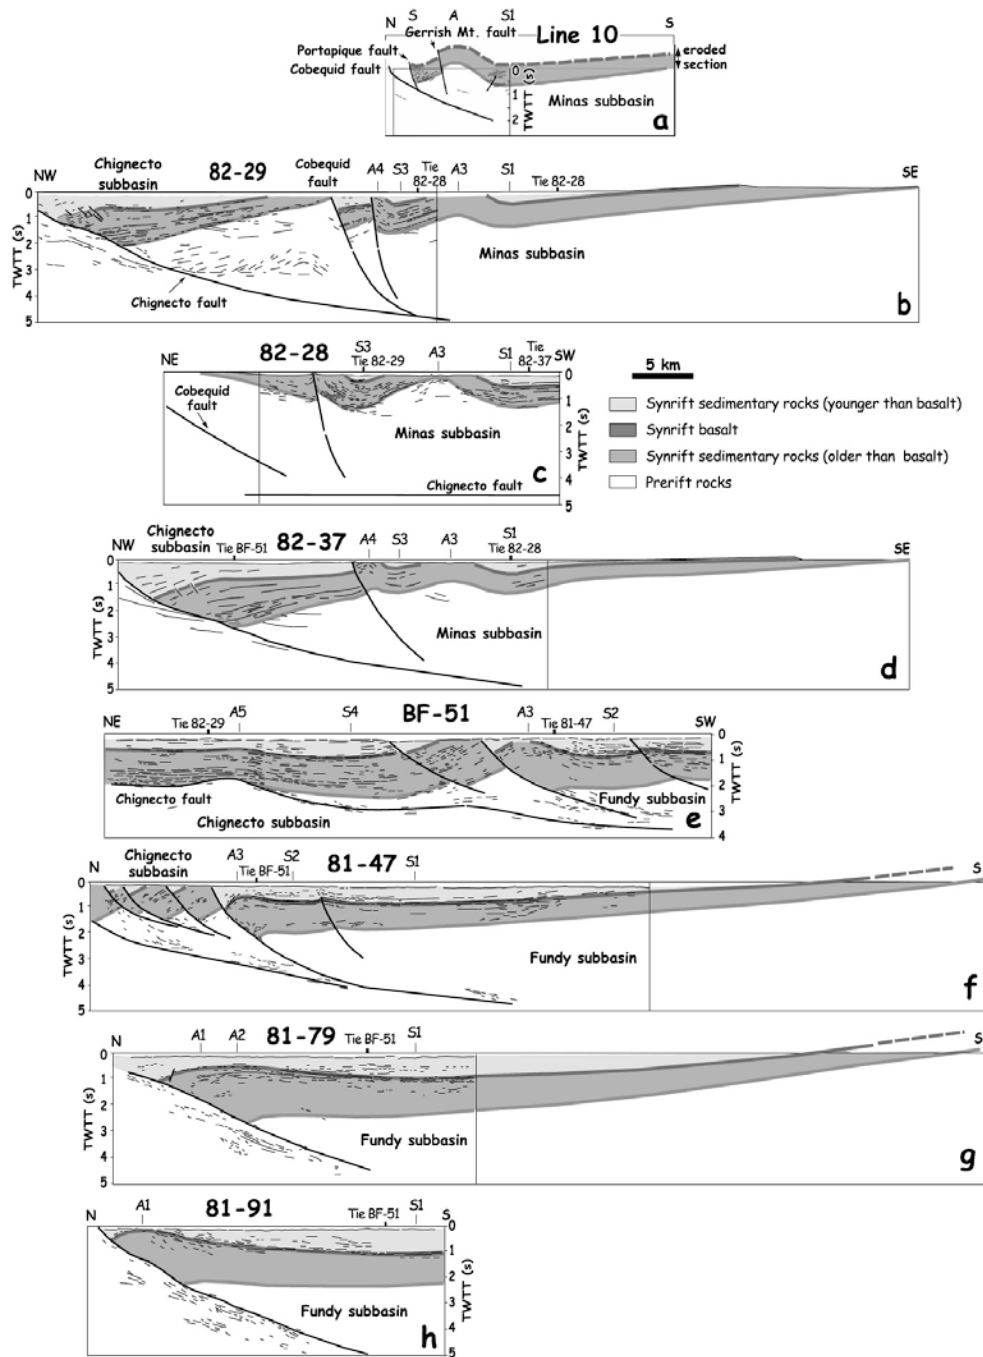 N S A S1 S
Gerrish Mt. fault Line 10
Portapique fault
Cobequid fault
eroded
section
0
1
2
TWTT (s)
Minas subbasin
a
NW Chignecto
subbasin 82-29 Cobequid
fault A4 S3 Tie
82-28 A3 S1 Tie 82-28 SE
0
1
2
3
4
5
TWTT (s)
Minas subbasin
Chignecto fault
b
NE 82-28 S3
Tie 82-29 A3 S1 Tie
82-37 SW
Cobequid
fault
Minas subbasin
Chignecto fault
0
1
2
3
4
5
TWTT (s)
c
5 km
Synrift sedimentary rocks (younger than basalt)
Synrift basalt
Synrift sedimentary rocks (older than basalt)
Prerift rocks
NW Chignecto
subbasin Tie BF-51 82-37 A4 S3 A3 S1
Tie 82-28 SE
0
1
2
3
4
5
TWTT (s)
Minas subbasin
d
NE Tie 82-29 A5 S4 BF-51 A3 Tie 81-47 S2 SW
0
1
2
3
4
TWTT (s)
Chignecto fault
Chignecto subbasin
Fundy subbasin
e
N Chignecto
subbasin A3 Tie BF-51 S2 81-47 S1 S
0
1
2
3
4
5
TWTT (s)
Fundy subbasin
f
N A1 A2 81-79 Tie BF-51 S1 S
0
1
2
3
4
5
TWTT (s)
Fundy subbasin
g
N A1 81-91 Tie BF-51 S1 S
0
1
2
3
4
5
TWTT (s)
Fundy subbasin
h